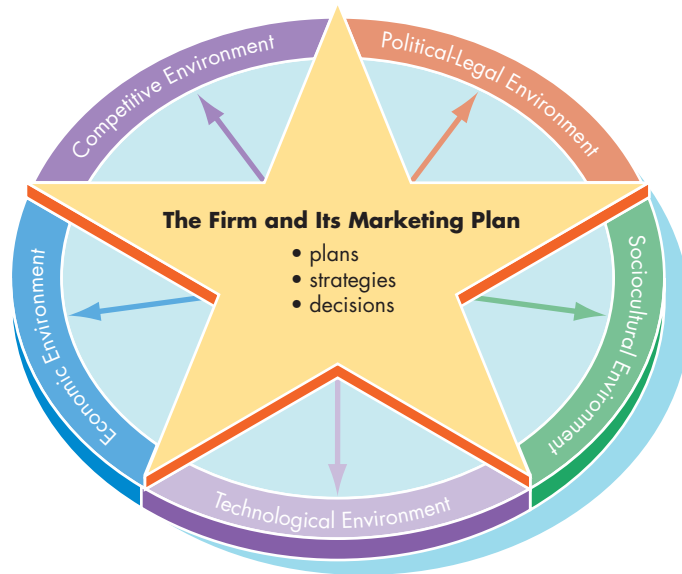 Competitive Environment
Political-Legal Environment
The Firm and Its Marketing Plan
• plans
• strategies
• decisions
Economic Environment
Sociocultural Environment
Technological Environment